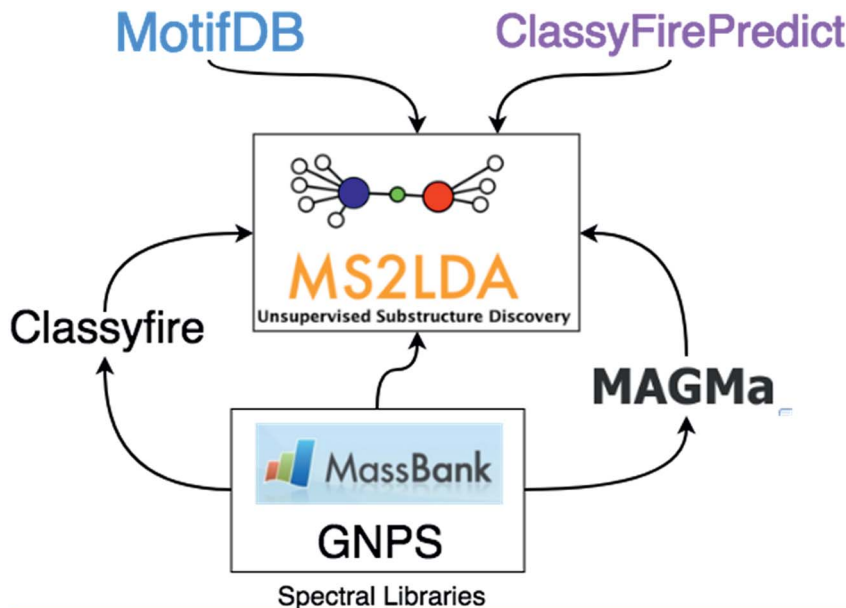 MotifDB
ClassyFirePredict
MS2LDA
Unsupervised Substructure Discovery
Classyfire
MAGMa
MassBank
GNPS
Spectral Libraries